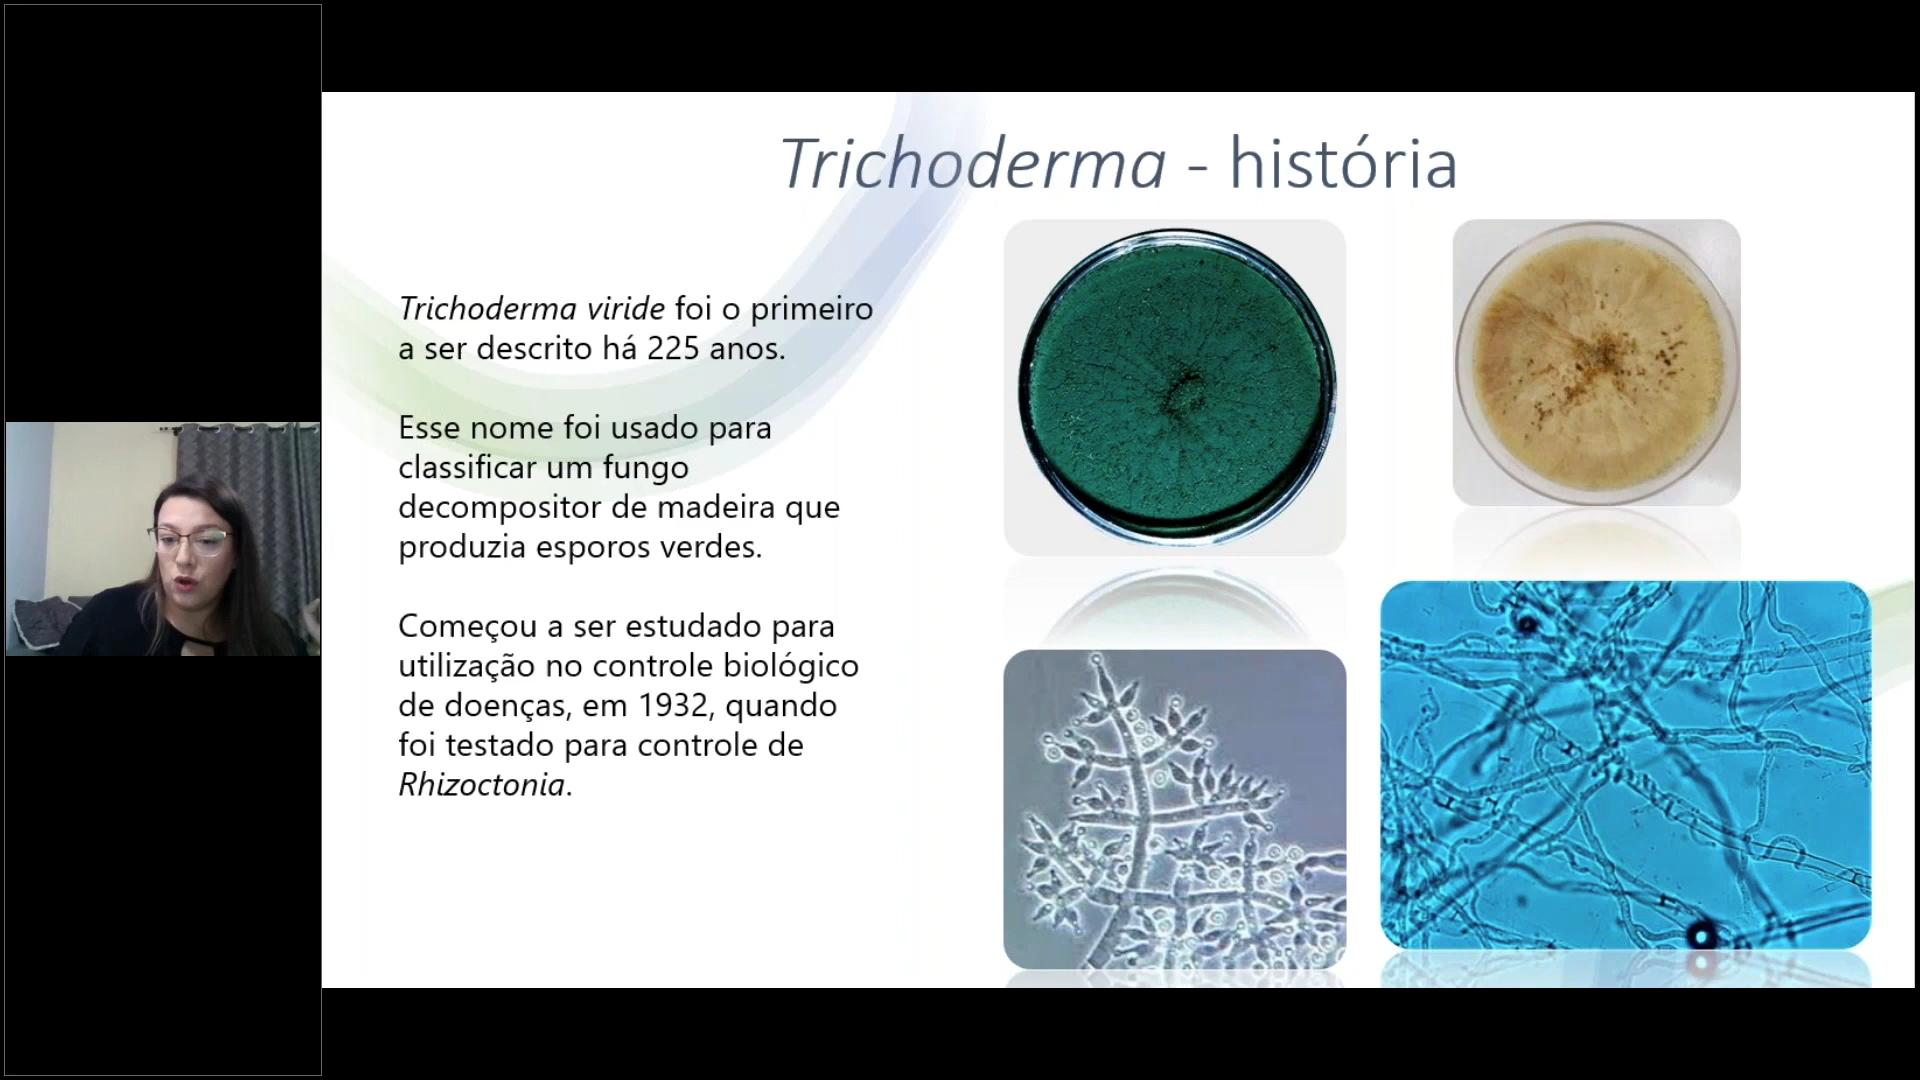 Trichoderma - história
Trichoderma viride foi o primeiro
a ser descrito há 225 anos.
Esse nome foi usado para
classificar um fungo
decompositor de madeira que
produzia esporos verdes.
Começou a ser estudado para
utilização no controle biológico
de doenças, em 1932, quando
foi testado para controle de
Rhizoctonia.